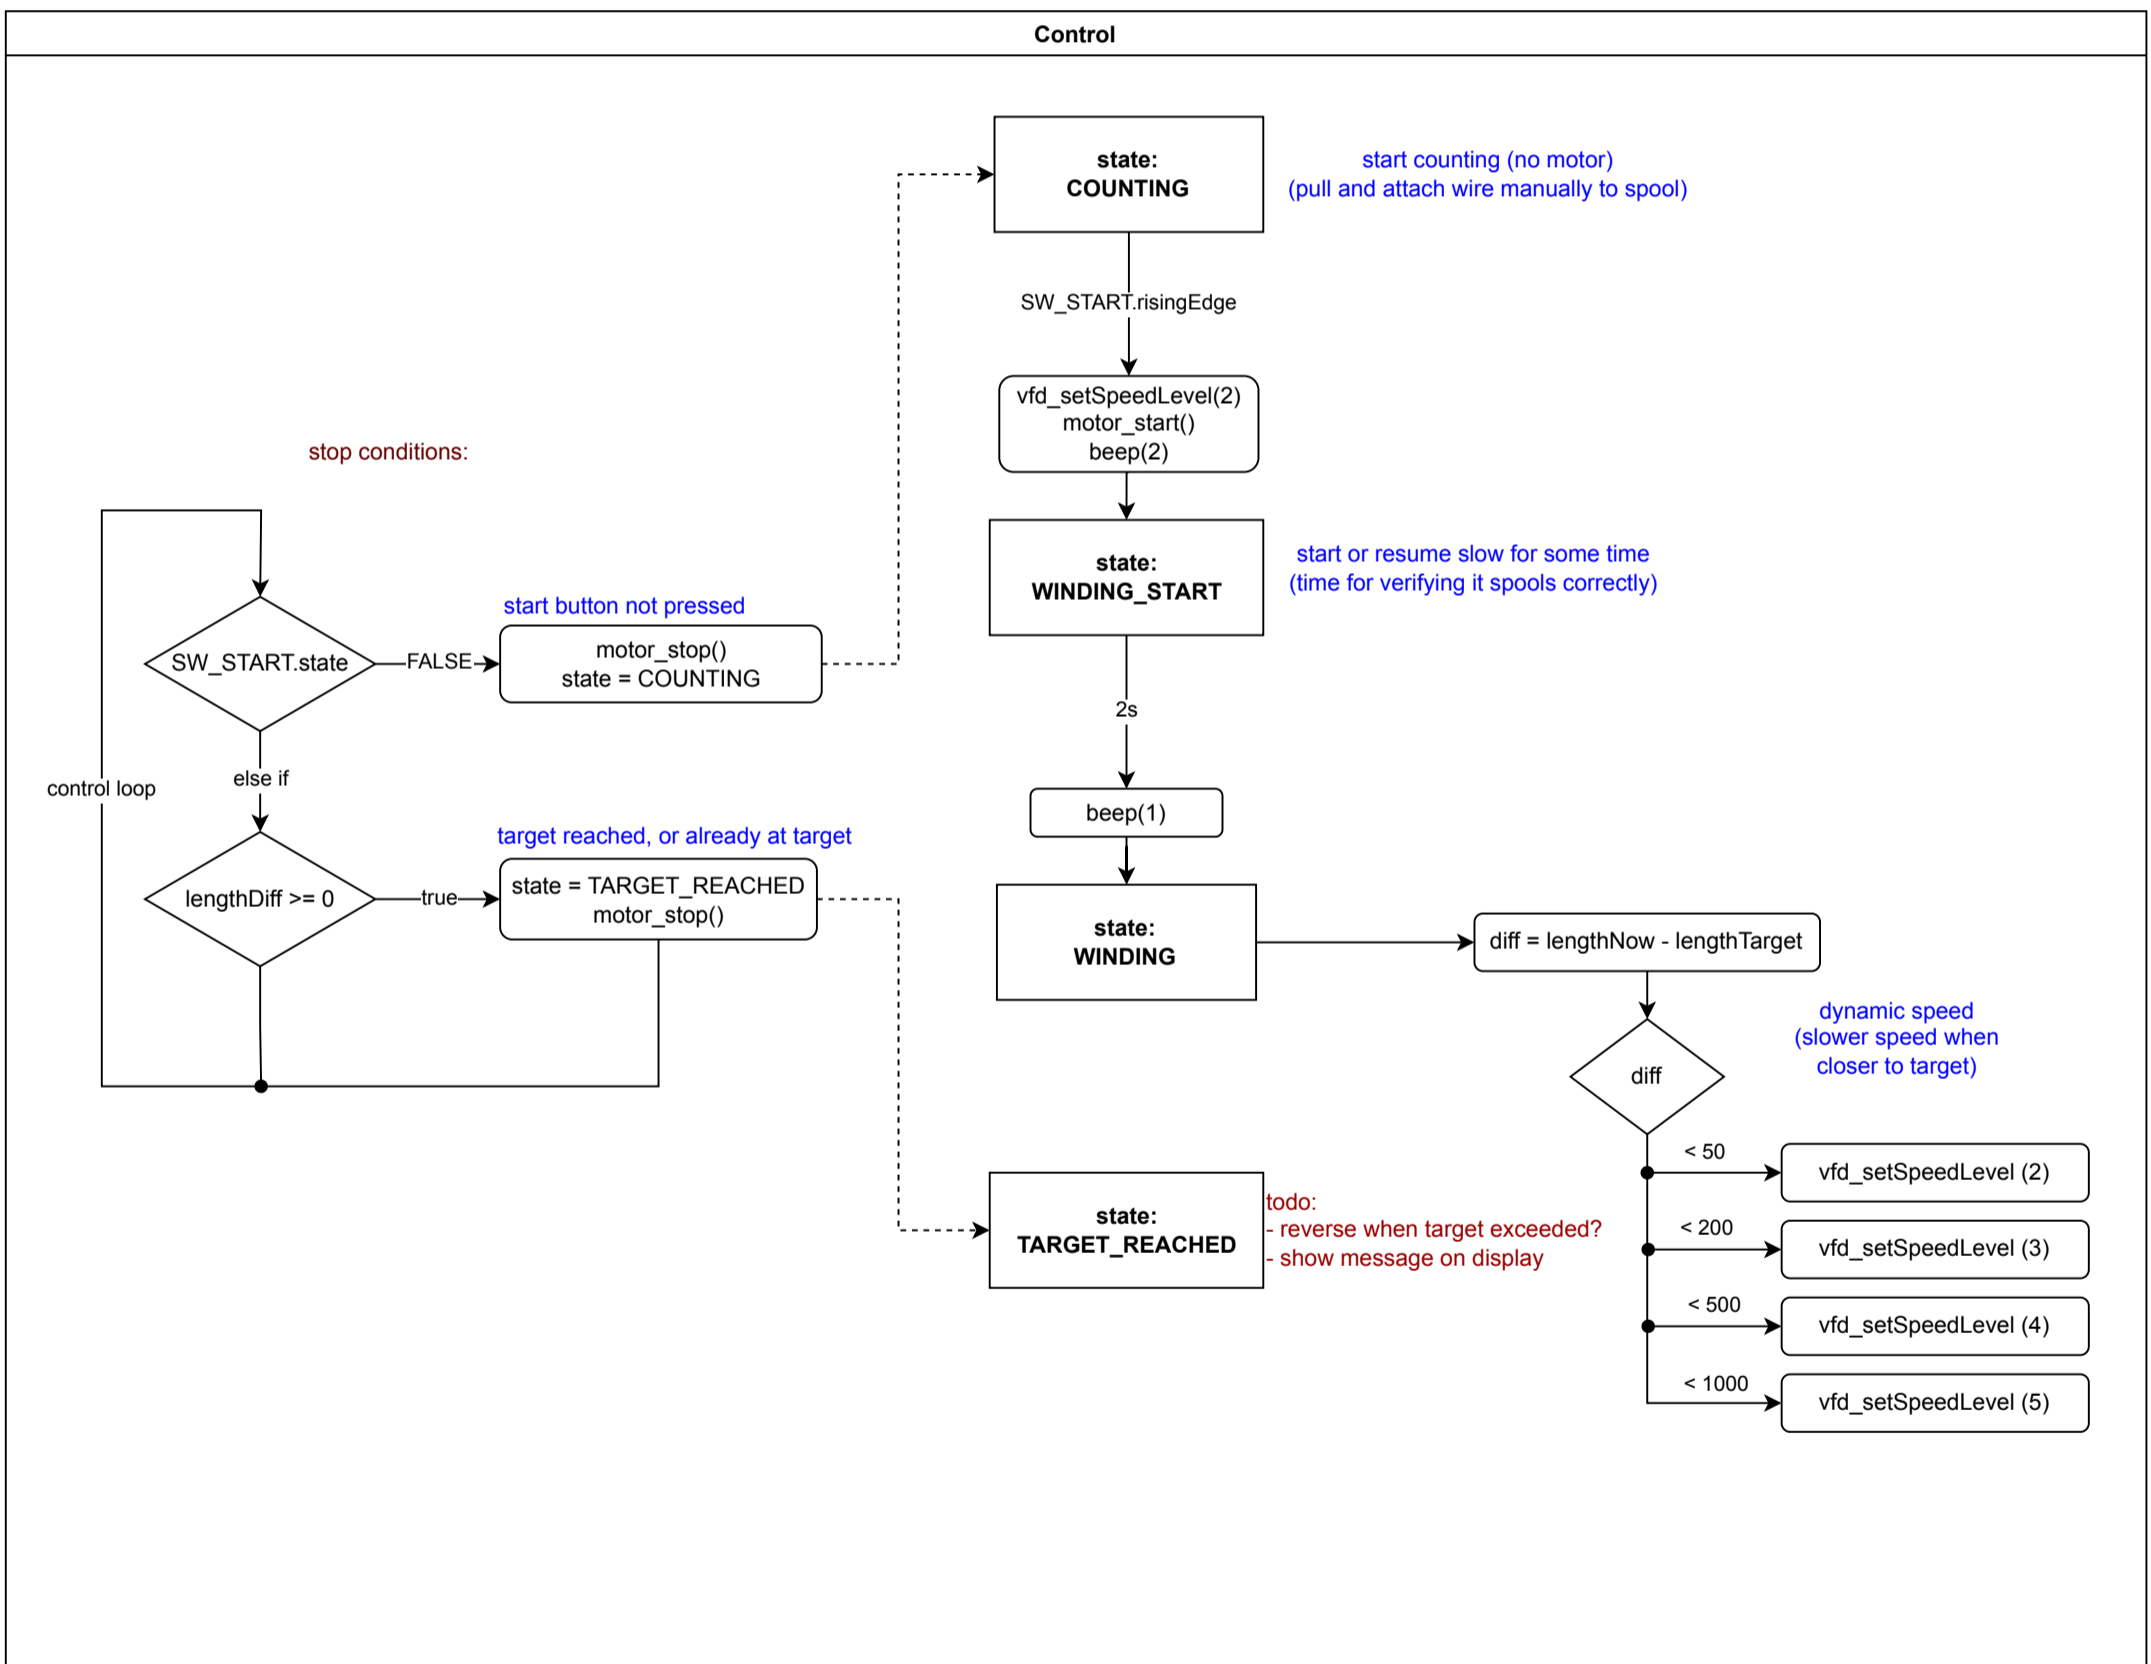 Control
state:
COUNTING
start counting (no motor)
(pull and attach wire manually to spool)
SW_START.risingEdge
vfd_setSpeedLevel(2)
motor_start()
beep(2)
stop conditions:
state:
WINDING_START
start or resume slow for some time
(time for verifying it spools correctly)
start button not pressed
SW_START.state
FALSE
motor_stop()
state = COUNTING
2s
control loop
else if
beep(1)
target reached, or already at target
lengthDiff >= 0
true
state = TARGET_REACHED
motor_stop()
state:
WINDING
diff = lengthNow - lengthTarget
dynamic speed
(slower speed when
closer to target)
diff
< 50
vfd_setSpeedLevel (2)
< 200
vfd_setSpeedLevel (3)
< 500
vfd_setSpeedLevel (4)
< 1000
vfd_setSpeedLevel (5)
state:
TARGET_REACHED
todo:
- reverse when target exceeded?
- show message on display